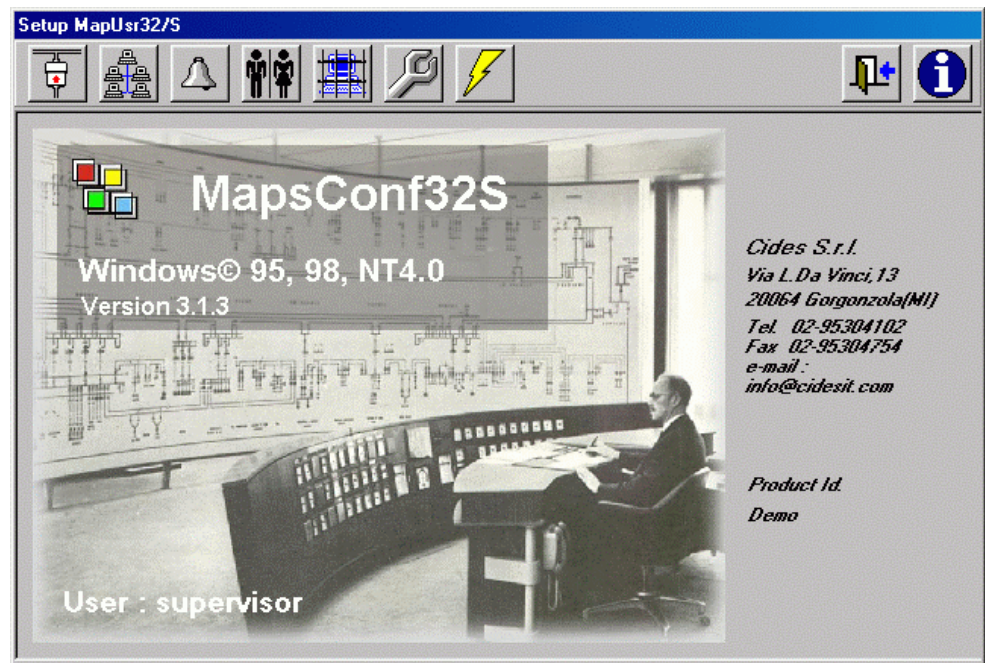 Setup MapUsr32/S
MapsConf32S
Windows© 95, 98, NT4.0
Version 3.1.3
User : supervisor
Cides S.r.l.
Via L.Da Vinci,13
20064 Gorgonzola(MI)
Tel. 02-95304102
Fax 02-95304754
e-mail :
info@cidesit.com
Product Id.
Demo